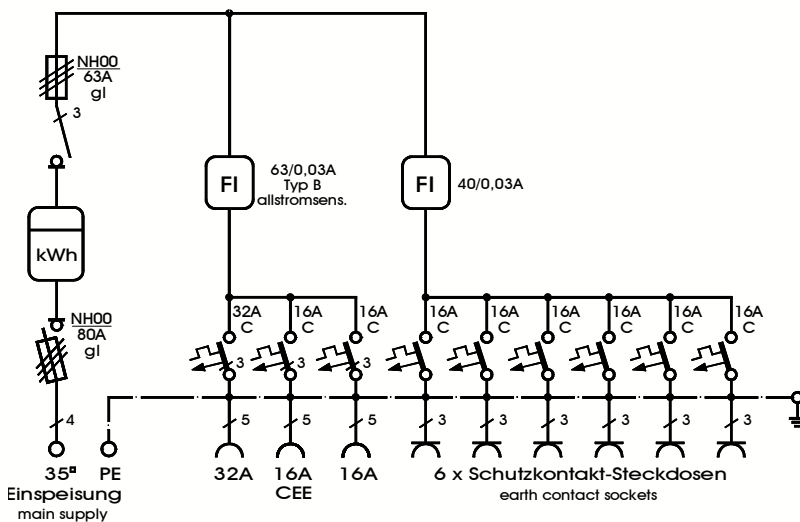 NH00
63A
gl
3
FI
63/0,03A
Typ B
allstromsens.
FI
40/0,03A
kWh
NH00
80A
gl
32A
C
16A
C
16A
C
16A
C
16A
C
16A
C
16A
C
16A
C
16A
C
3
3
3
4
5
5
5
3
3
3
3
3
3
35°
PE
32A
16A
16A
6 x Schutzkontakt-Steckdosen
Einspeisung
CEE
earth contact sockets
main supply